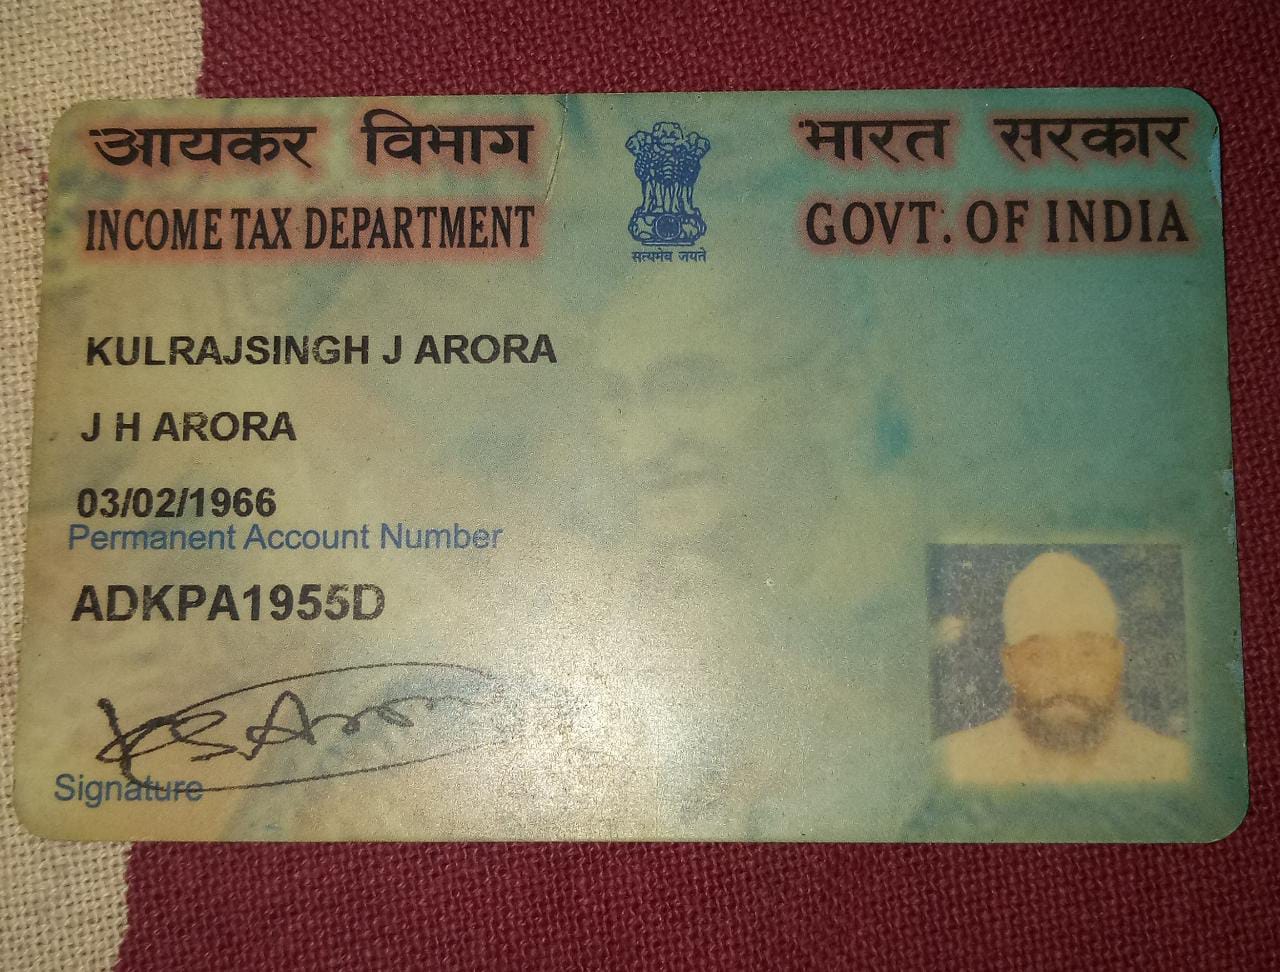 आयकर विभाग
INCOME TAX DEPARTMENT
सत्यमेव जयते
भारत सरकार
GOVT. OF INDIA
KULRAJSINGH J ARORA
J H ARORA
03/02/1966
Permanent Account Number
ADKPA1955D
K S Arora
Signature